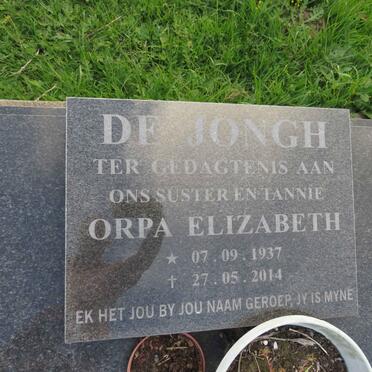 DE JONGH
TER GEDAGTENIS AAN
ONS SUSTER EN TANNIE
ORPA ELIZABETH
★ 07.09.1937
† 27.05.2014
EK HET JOU BY JOU NAAM GEROEP, JY IS MYNE